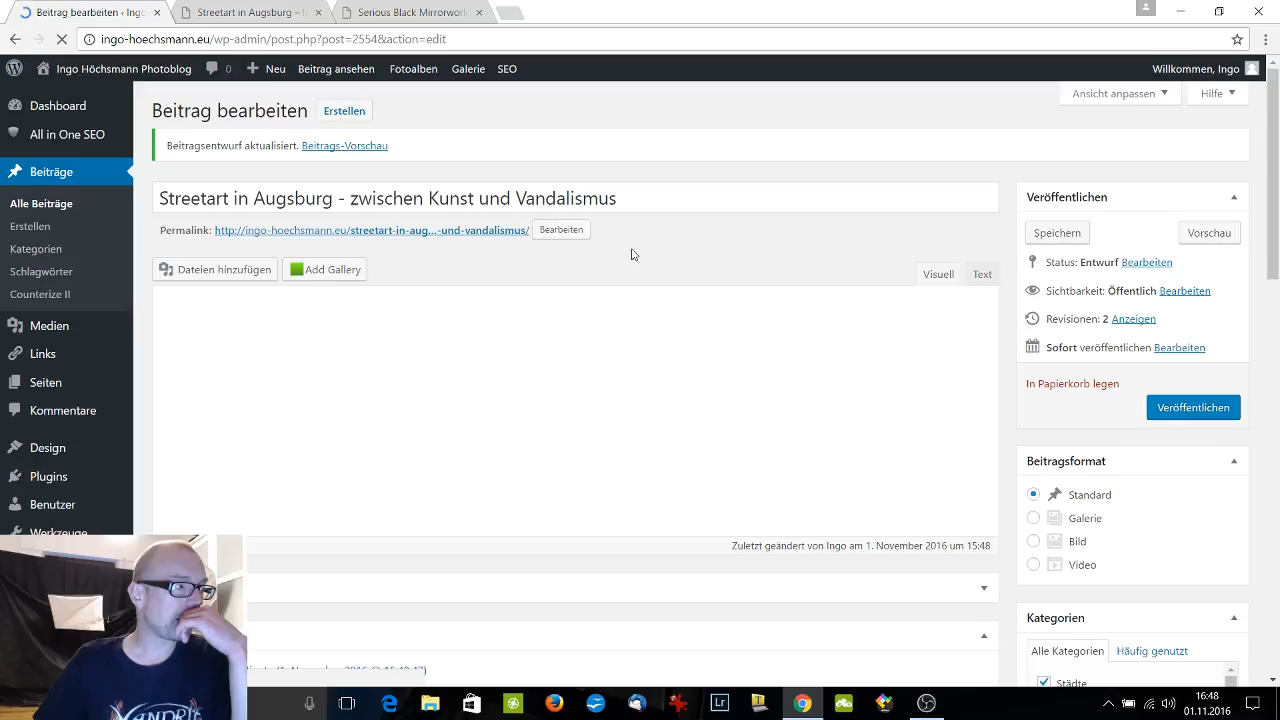 Beitrag bearbeiten ‹ Ing
Streetart in Augsburg –
Serious Black Mirrorwor
ingo-hoechsmann.eu/wp-admin/post.php?post=2554&action=edit
Ingo Höchsmann Photoblog 0 Neu Beitrag ansehen Fotoalben Galerie SEO Willkommen, Ingo
Dashboard
All in One SEO
Beiträge
Alle Beiträge
Erstellen
Kategorien
Schlagwörter
Counterize II
Medien
Links
Seiten
Kommentare
Design
Plugins
Benutzer
Werkzeuge
Ansicht anpassen Hilfe
Beitrag bearbeiten Erstellen
Beitragsentwurf aktualisiert. Beitrags-Vorschau
Streetart in Augsburg - zwischen Kunst und Vandalismus
Permalink: http://ingo-hoechsmann.eu/streetart-in-aug...-und-vandalismus/ Bearbeiten
Dateien hinzufügen Add Gallery Visuell Text
Zuletzt geändert von Ingo am 1. November 2016 um 15:48
Veröffentlichen
Speichern Vorschau
Status: Entwurf Bearbeiten
Sichtbarkeit: Öffentlich Bearbeiten
Revisionen: 2 Anzeigen
Sofort veröffentlichen Bearbeiten
In Papierkorb legen
Veröffentlichen
Beitragsformat
Standard
Galerie
Bild
Video
Kategorien
Alle Kategorien Häufig genutzt
Städte
Lr
16:48
01.11.2016